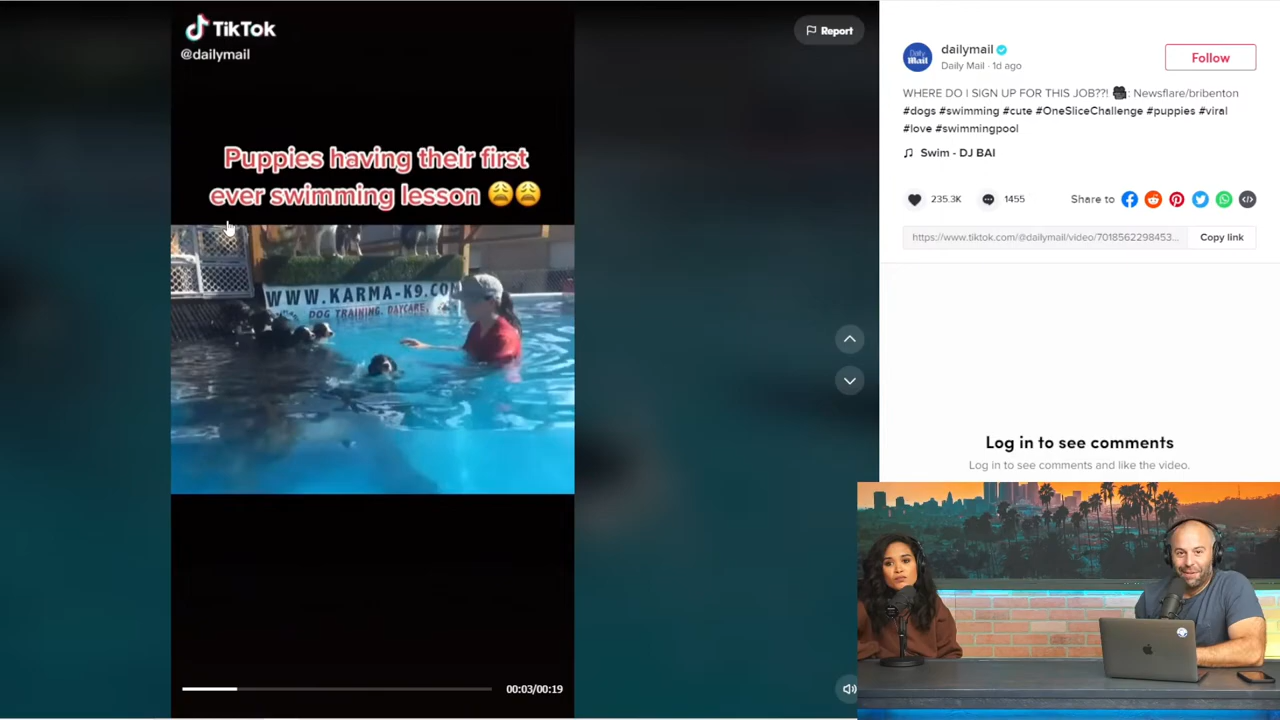 TikTok
@dailymail
Report
Puppies having their first
ever swimming lesson 😩😩
WWW.KARMA-K9.CO
DOG TRAINING, DAYCARE,
00:03/00:19
dailymail
Daily Mail · 1d ago
Follow
WHERE DO I SIGN UP FOR THIS JOB??! 🎥: Newsflare/bribenton
#dogs #swimming #cute #OneSliceChallenge #puppies #viral
#love #swimmingpool
♫ Swim - DJ BAI
235.3K
1455
Share to
https://www.tiktok.com/@dailymail/video/7018562298453...
Copy link
Log in to see comments
Log in to see comments and like the video.